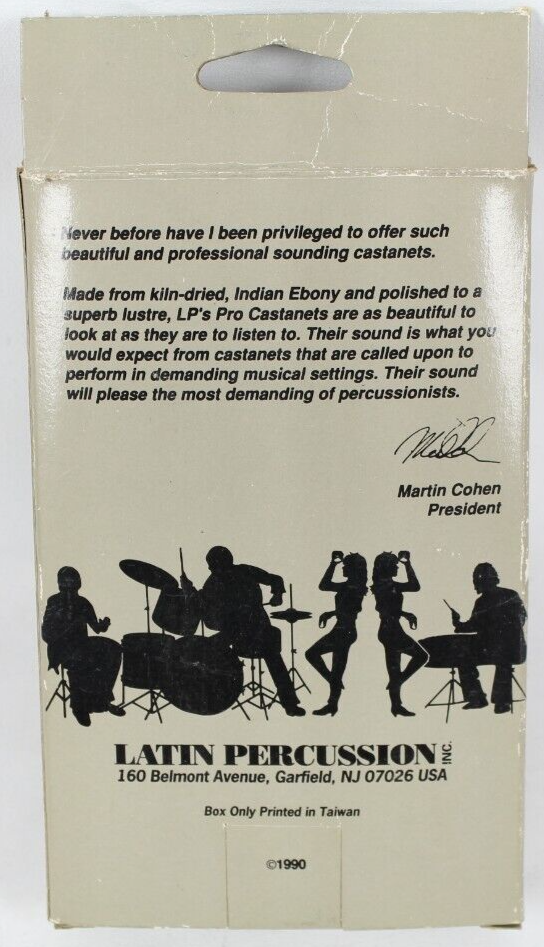 Never before have I been privileged to offer such
beautiful and professional sounding castanets.
Made from kiln-dried, Indian Ebony and polished to a
superb lustre, LP's Pro Castanets are as beautiful to
look at as they are to listen to. Their sound is what you
would expect from castanets that are called upon to
perform in demanding musical settings. Their sound
will please the most demanding of percussionists.
Martin Cohen
President
LATIN PERCUSSION INC.
160 Belmont Avenue, Garfield, NJ 07026 USA
Box Only Printed in Taiwan
©1990